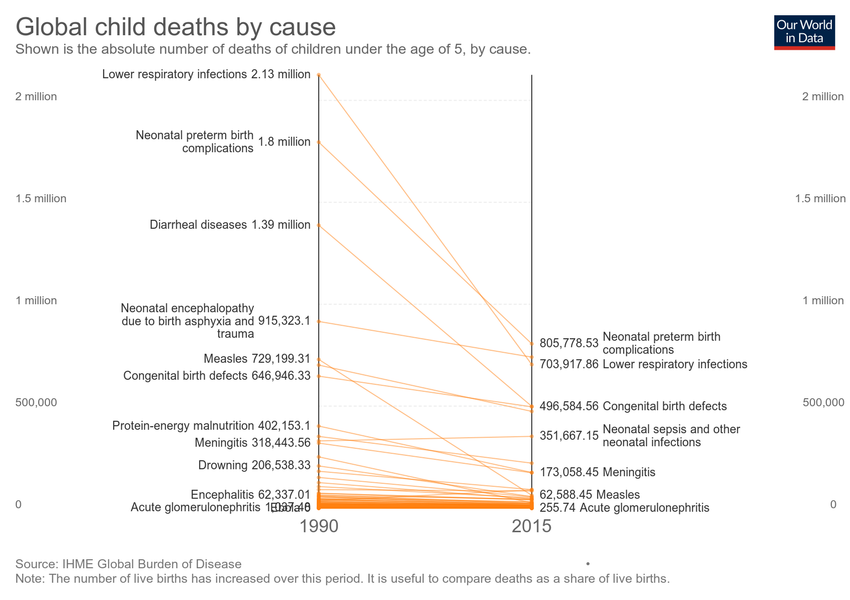 Global child deaths by cause
Shown is the absolute number of deaths of children under the age of 5, by cause.
Our World
in Data
Lower respiratory infections 2.13 million
2 million
2 million
Neonatal preterm birth
complications 1.8 million
1.5 million
1.5 million
Diarrheal diseases 1.39 million
1 million
1 million
Neonatal encephalopathy
due to birth asphyxia and
trauma 915,323.1
805,778.53 Neonatal preterm birth
complications
Measles 729,199.31
703,917.86 Lower respiratory infections
Congenital birth defects 646,946.33
500,000
500,000
496,584.56 Congenital birth defects
Protein-energy malnutrition 402,153.1
351,667.15 Neonatal sepsis and other
neonatal infections
Meningitis 318,443.56
Drowning 206,538.33
173,058.45 Meningitis
Encephalitis 62,337.01
62,588.45 Measles
0
0
Acute glomerulonephritis
255.74 Acute glomerulonephritis
1990
2015
Source: IHME Global Burden of Disease
Note: The number of live births has increased over this period. It is useful to compare deaths as a share of live births.